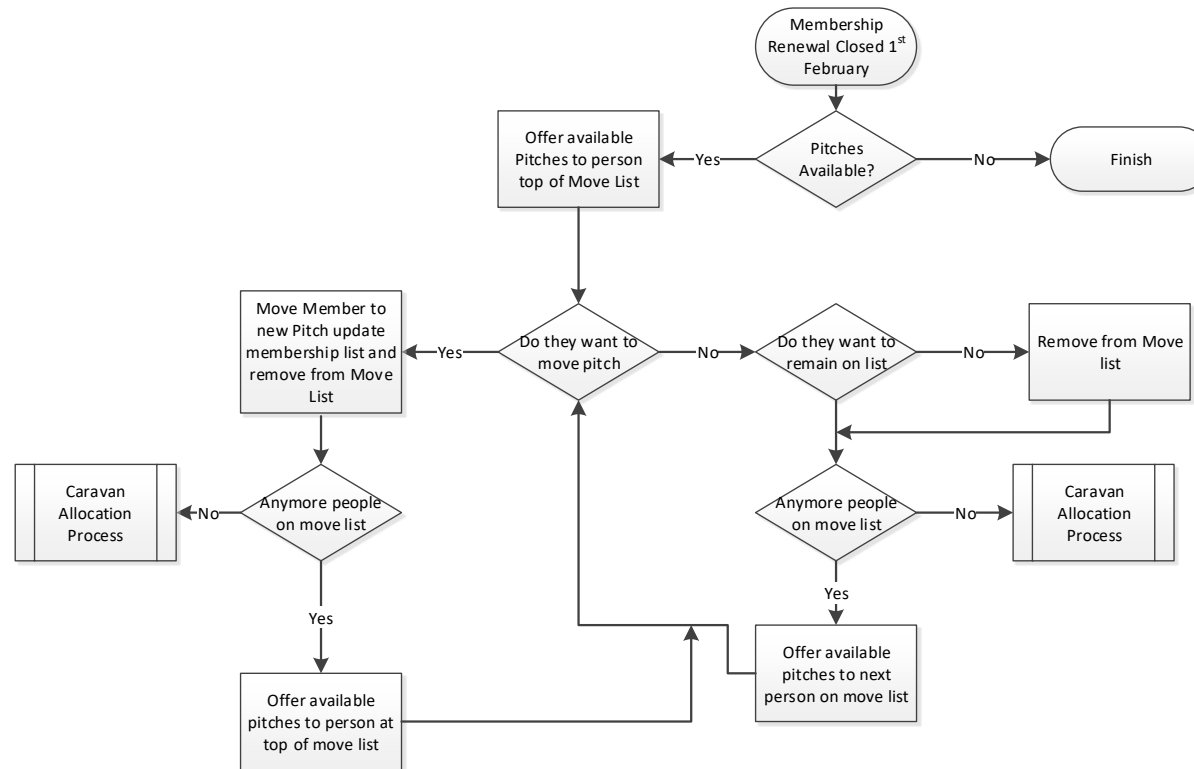 Membership
Renewal Closed 1st
February
Offer available
Pitches to person
top of Move List
Yes
Pitches
Available?
No
Finish
Move Member to
new Pitch update
membership list and
remove from Move
List
Yes
Do they want to
move pitch
No
Do they want to
remain on list
No
Remove from Move
list
Caravan
Allocation
Process
No
Anymore people
on move list
Anymore people
on move list
No
Caravan
Allocation
Process
Yes
Yes
Offer available
pitches to person at
top of move list
Offer available
pitches to next
person on move list